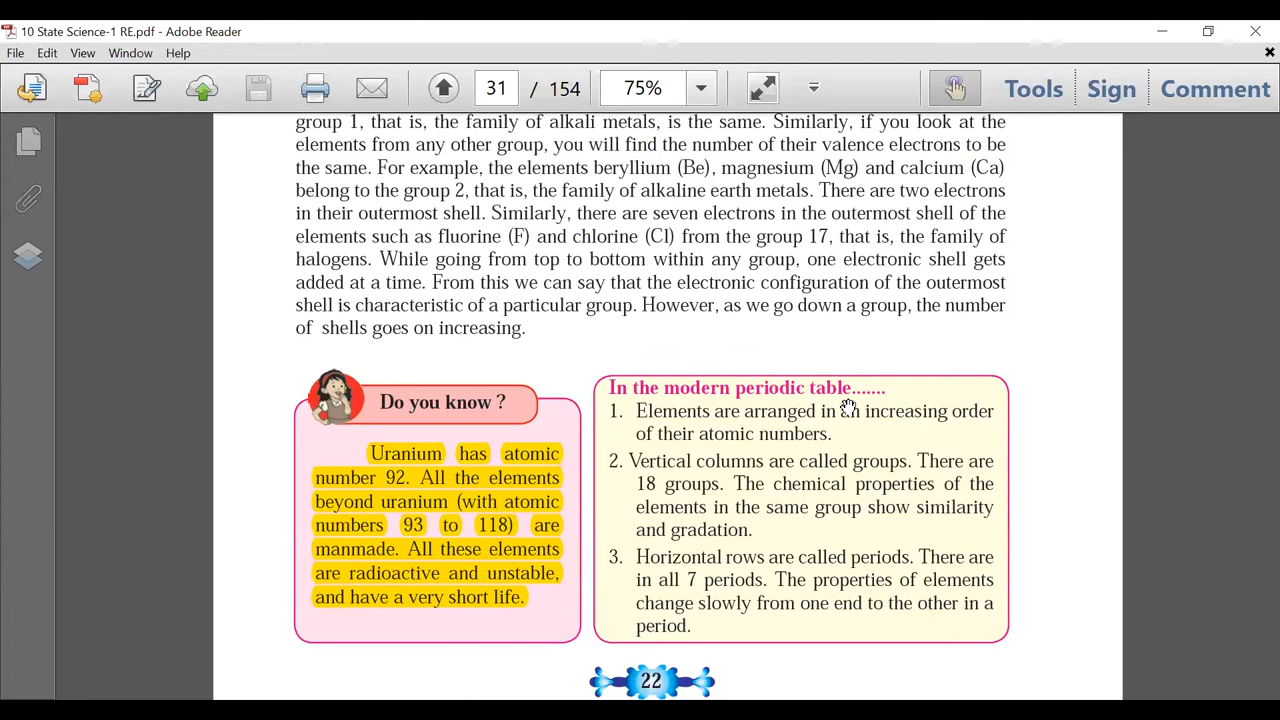 10 State Science-1 RE.pdf - Adobe Reader
File Edit View Window Help
31 / 154 75% Tools Sign Comment
group 1, that is, the family of alkali metals, is the same. Similarly, if you look at the
elements from any other group, you will find the number of their valence electrons to be
the same. For example, the elements beryllium (Be), magnesium (Mg) and calcium (Ca)
belong to the group 2, that is, the family of alkaline earth metals. There are two electrons
in their outermost shell. Similarly, there are seven electrons in the outermost shell of the
elements such as fluorine (F) and chlorine (Cl) from the group 17, that is, the family of
halogens. While going from top to bottom within any group, one electronic shell gets
added at a time. From this we can say that the electronic configuration of the outermost
shell is characteristic of a particular group. However, as we go down a group, the number
of shells goes on increasing.
Do you know ?
Uranium has atomic
number 92. All the elements
beyond uranium (with atomic
numbers 93 to 118) are
manmade. All these elements
are radioactive and unstable,
and have a very short life.
In the modern periodic table.......
1. Elements are arranged in an increasing order
of their atomic numbers.
2. Vertical columns are called groups. There are
18 groups. The chemical properties of the
elements in the same group show similarity
and gradation.
3. Horizontal rows are called periods. There are
in all 7 periods. The properties of elements
change slowly from one end to the other in a
period.
22